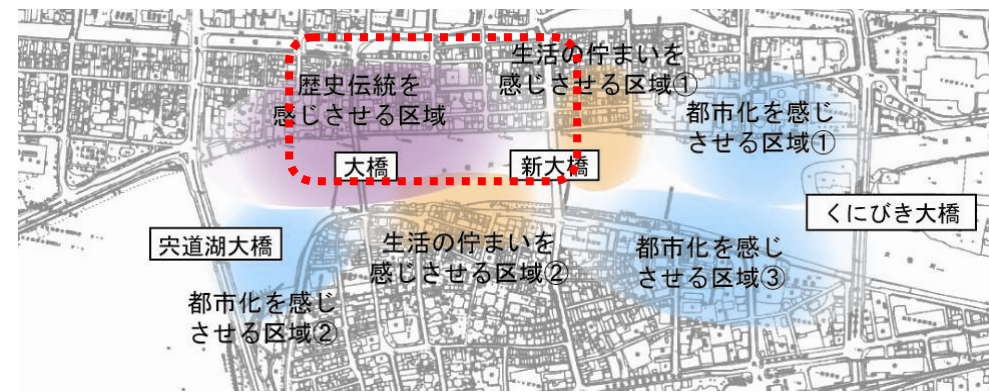 生活の佇まいを
感じさせる区域①
歴史伝統を
感じさせる区域
都市化を感じ
させる区域①
大橋
新大橋
くにびき大橋
宍道湖大橋
生活の佇まいを
感じさせる区域②
都市化を感じ
させる区域③
都市化を感じ
させる区域②